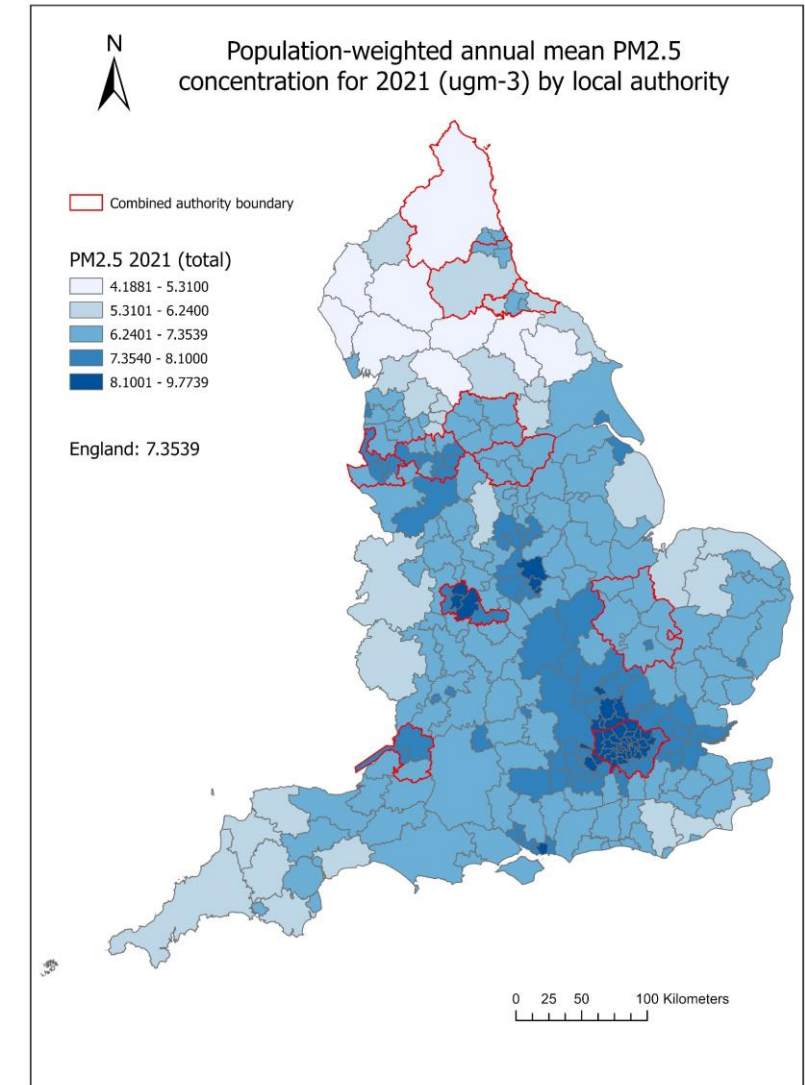 N
Population-weighted annual mean PM2.5
concentration for 2021 (ugm-3) by local authority
Combined authority boundary
PM2.5 2021 (total)
4.1881 - 5.3100
5.3101 - 6.2400
6.2401 - 7.3539
7.3540 - 8.1000
8.1001 - 9.7739
England: 7.3539
0 25 50 100 Kilometers